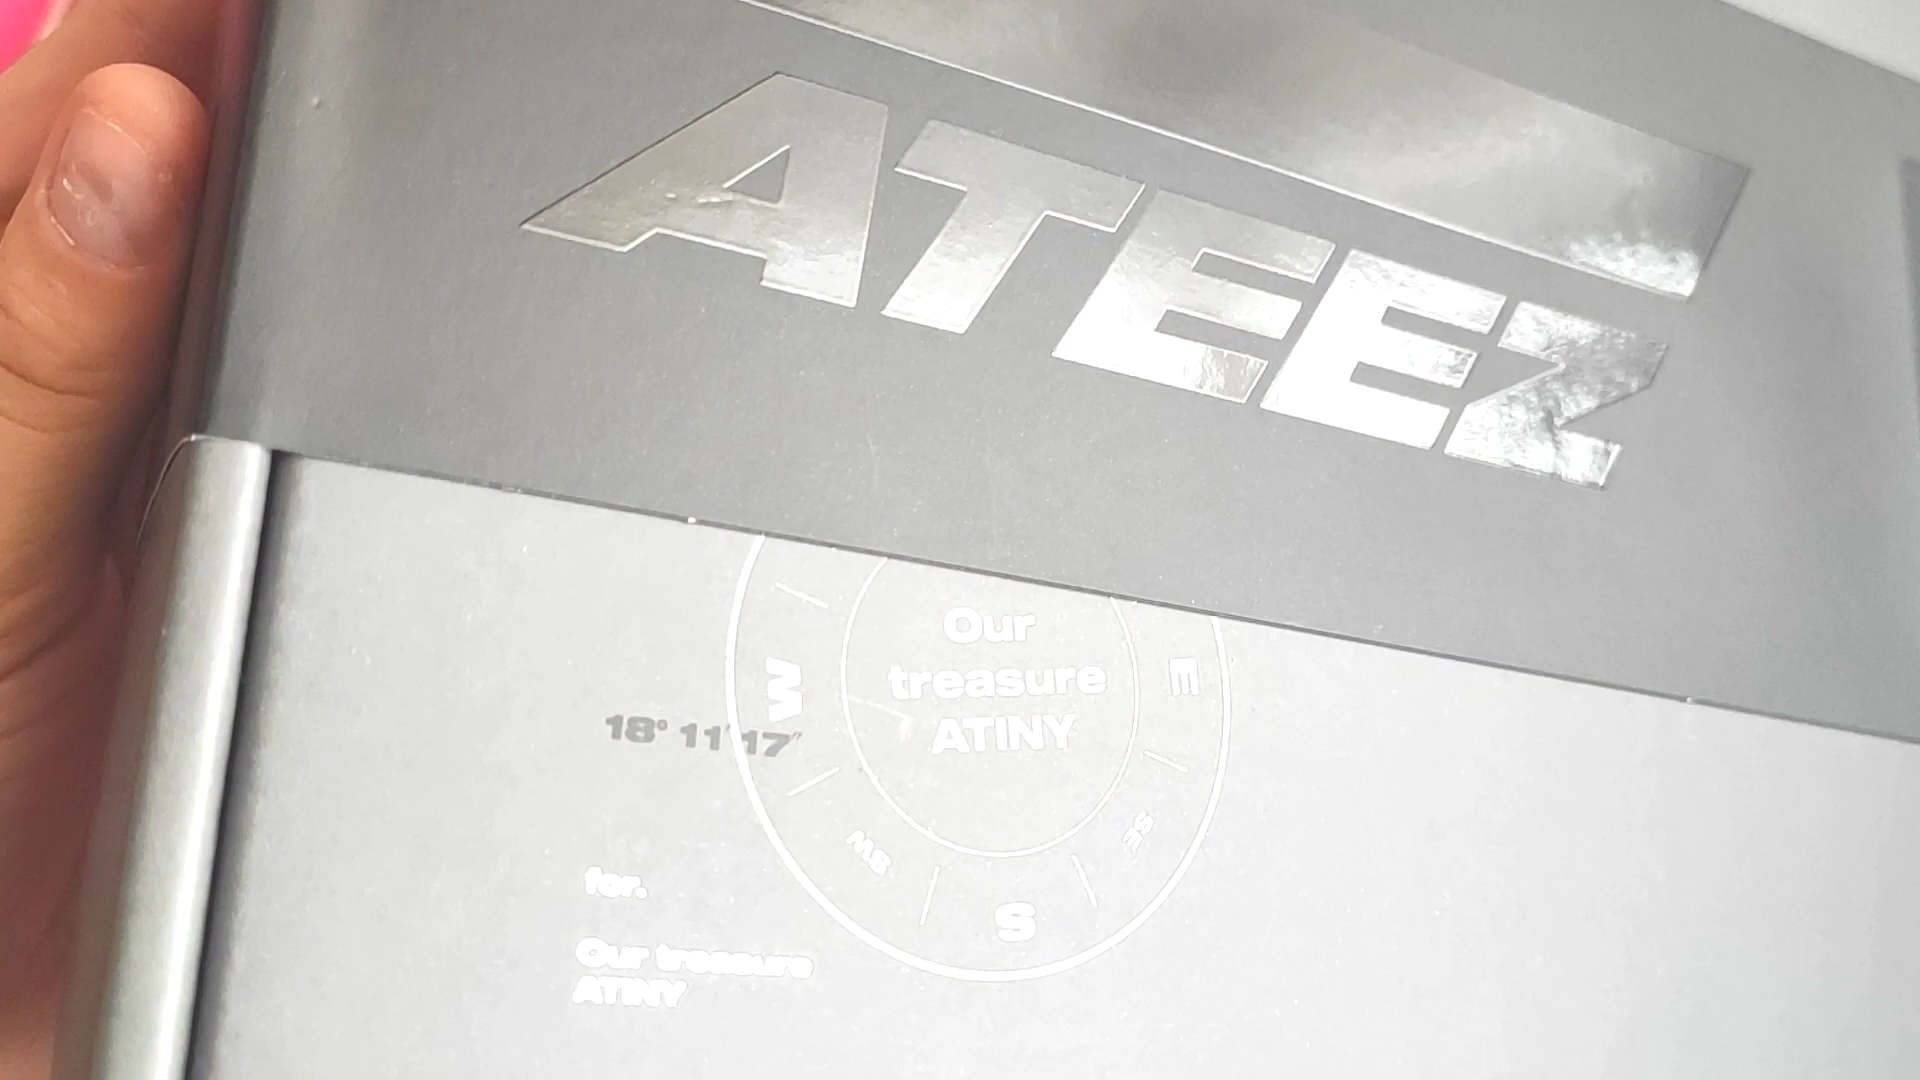 ATEEZ
Our
treasure
ATINY
W
E
18° 11' 17"
SW
SE
S
for.
Our treasure
ATINY